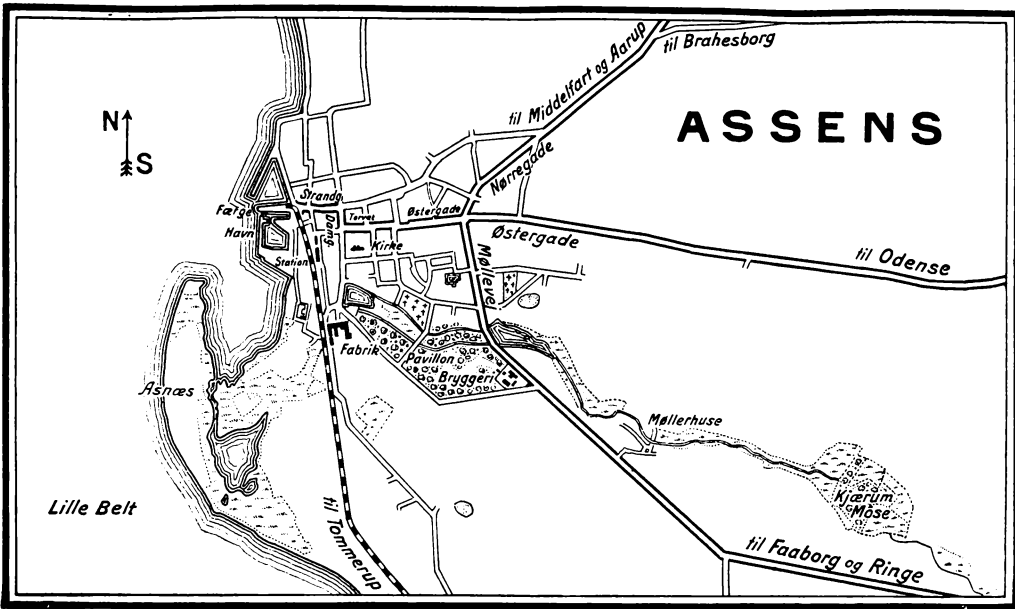 til Brahesborg
til Middelfart og Aarup
ASSENS
N
S
Nørregade
Strandg.
Færge
Havn
Torvet
Østergade
Damg.
Kirke
Østergade
Station
Møllevej
til Odense
Fabrik
Pavillon
Bryggeri
Asnæs
Møllerhuse
Kjærum
Mose
Lille Belt
til Tommerup
til Faaborg og Ringe